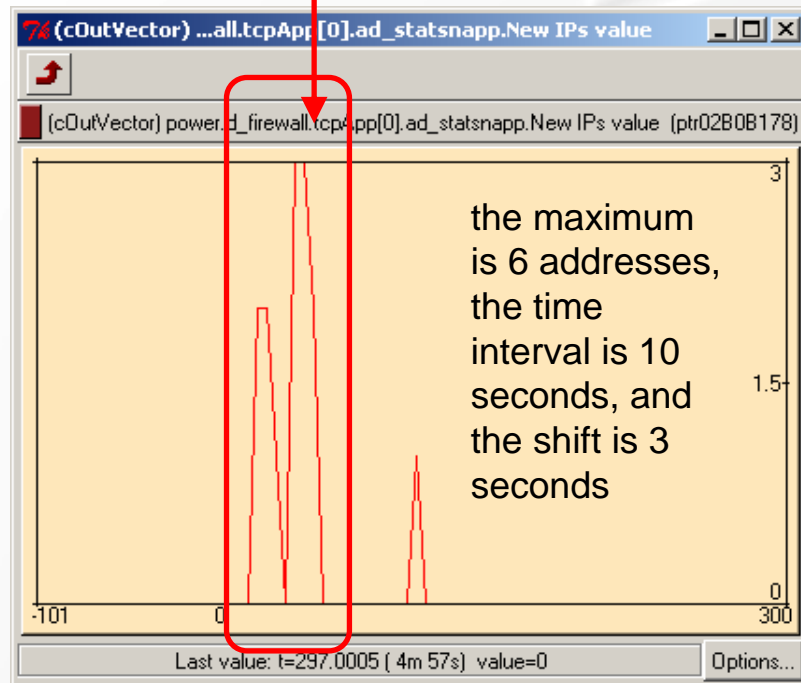 (cOutVector) ...all.tcpApp[0].ad_statsnapp.New IPs value
(cOutVector) power.d_firewall.tcpApp[0].ad_statsnapp.New IPs value (ptr02B0B178)
3
the maximum
is 6 addresses,
the time
interval is 10
seconds, and
the shift is 3
seconds
1.5
0
-101
0
300
Last value: t=297.0005 ( 4m 57s) value=0
Options...